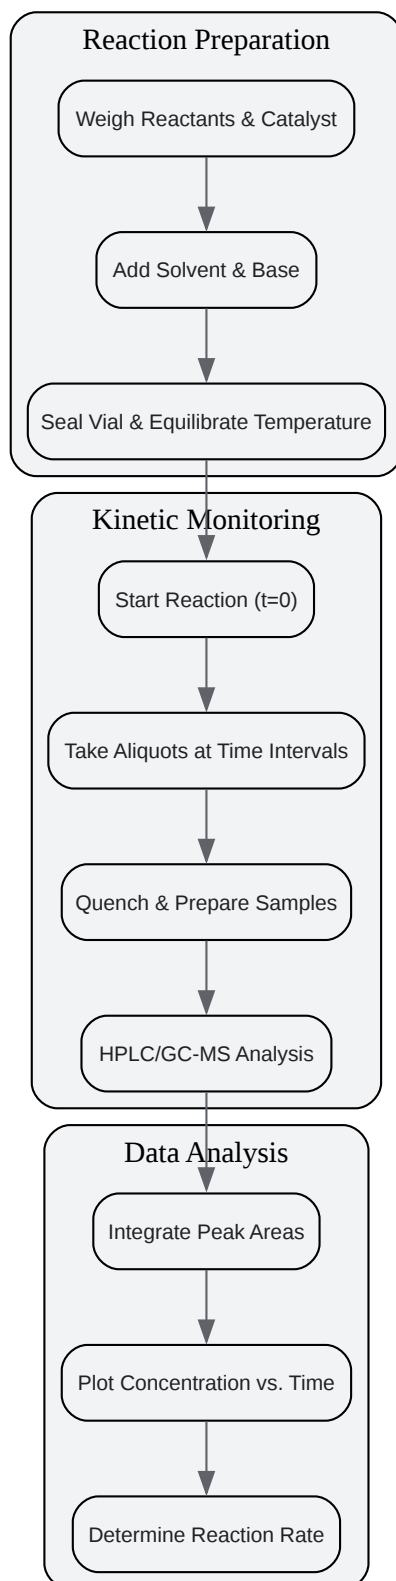 Reaction Preparation
Weigh Reactants & Catalyst
Add Solvent & Base
Seal Vial & Equilibrate Temperature
Kinetic Monitoring
Start Reaction (t=0)
Take Aliquots at Time Intervals
Quench & Prepare Samples
HPLC/GC-MS Analysis
Data Analysis
Integrate Peak Areas
Plot Concentration vs. Time
Determine Reaction Rate